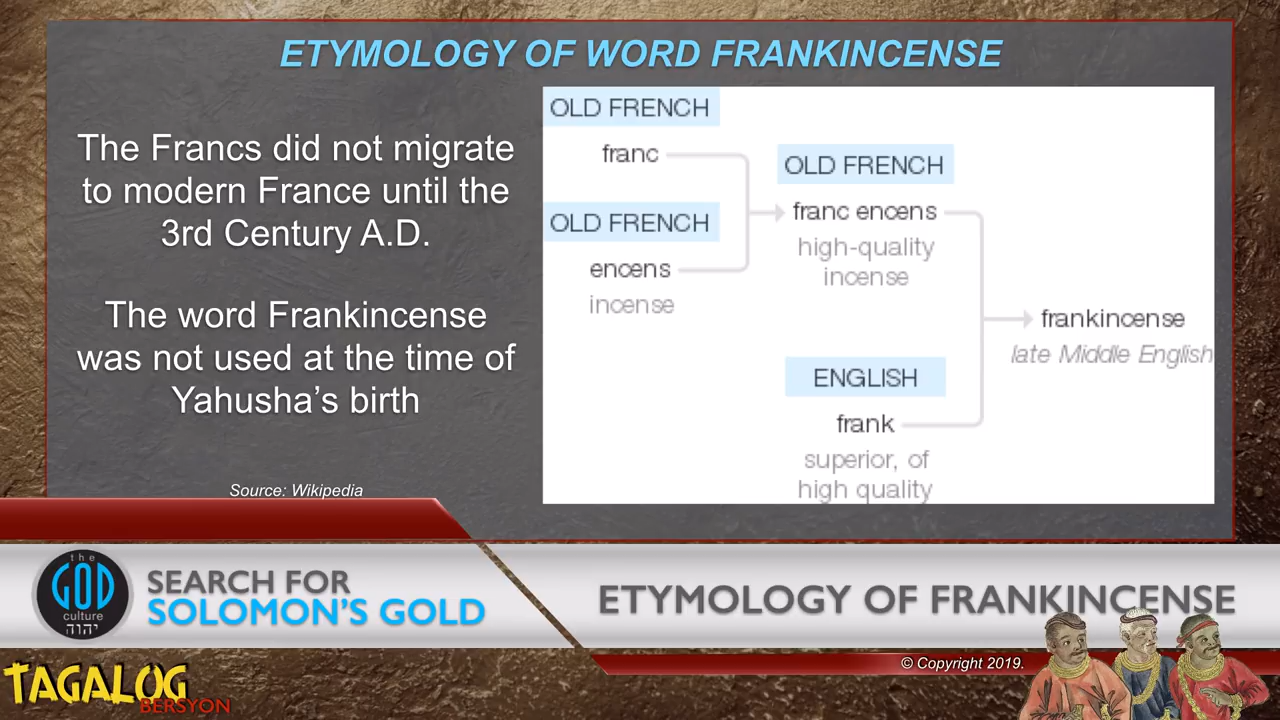 ETYMOLOGY OF WORD FRANKINCENSE
The Francs did not migrate
to modern France until the
3rd Century A.D.
The word Frankincense
was not used at the time of
Yahusha's birth
Source: Wikipedia
OLD FRENCH
franc
OLD FRENCH
encens
incense
OLD FRENCH
franc encens
high-quality
incense
ENGLISH
frank
superior, of
high quality
frankincense
late Middle English
the
GOD
culture
יהוה
SEARCH FOR
SOLOMON'S GOLD
ETYMOLOGY OF FRANKINCENSE
© Copyright 2019.
TAGALOG
BERSYON